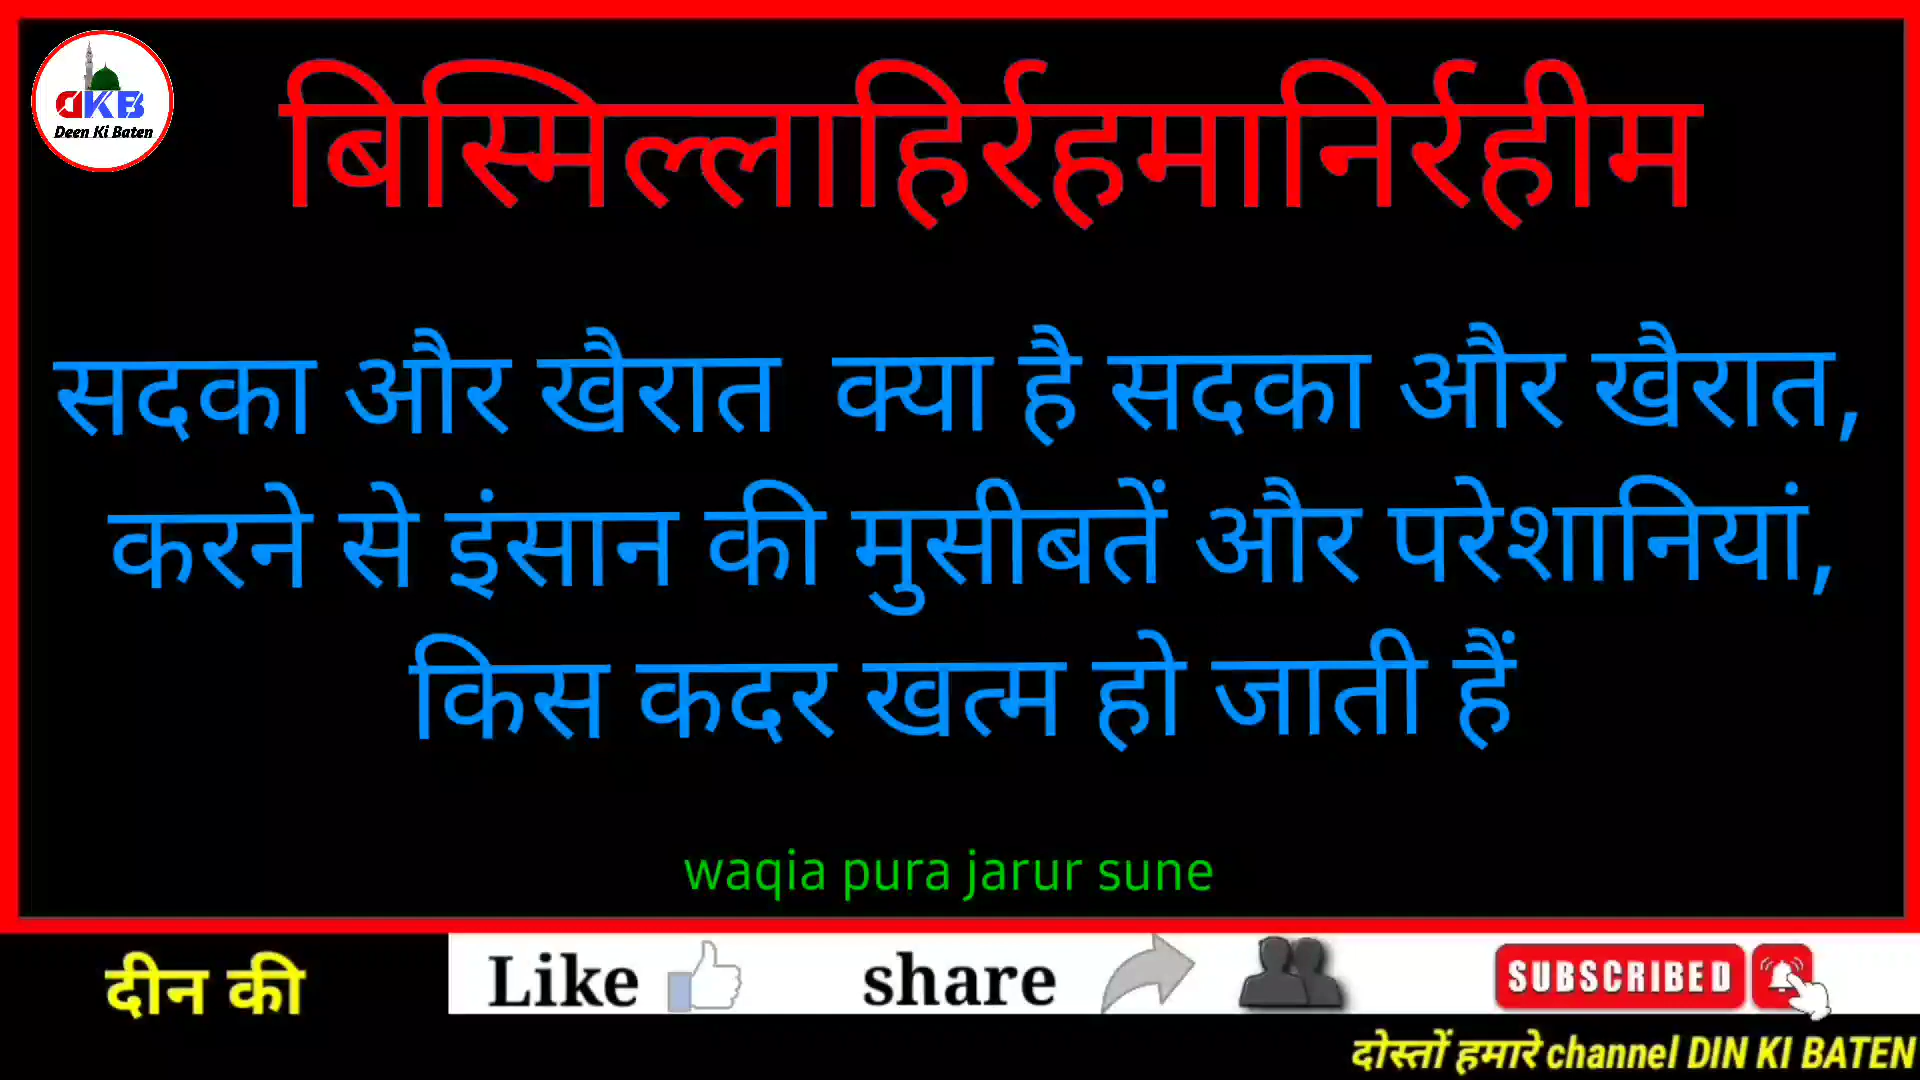 DKB
Deen Ki Baten
बिस्मिल्लाहिर्रहमानिर्रहीम
सदका और खैरात क्या है सदका और खैरात,
करने से इंसान की मुसीबतें और परेशानियां,
किस कदर खत्म हो जाती हैं
waqia pura jarur sune
दीन की
Like share SUBSCRIBED
दोस्तों हमारे channel DIN KI BATEN